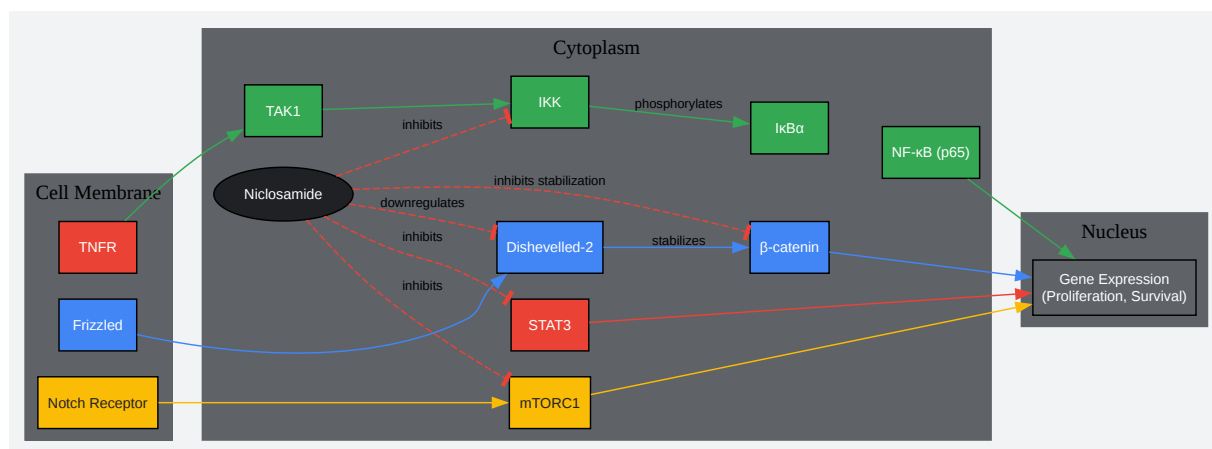 Cytoplasm
TAK1
IKK
phosphorylates
IκBα
NF-κB (p65)
inhibits
Niclosamide
inhibits stabilization
downregulates
Cell Membrane
TNFR
inhibits
Dishevelled-2
stabilizes
β-catenin
Nucleus
Gene Expression
(Proliferation, Survival)
inhibits
Frizzled
STAT3
Notch Receptor
mTORC1